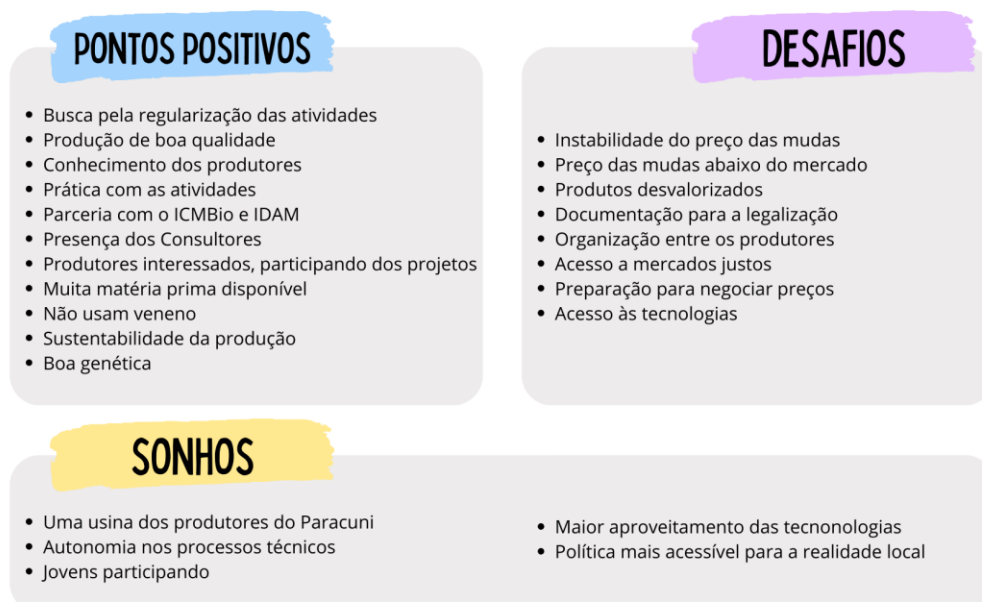 PONTOS POSITIVOS
• Busca pela regularização das atividades
• Produção de boa qualidade
• Conhecimento dos produtores
• Prática com as atividades
• Parceria com o ICMBio e IDAM
• Presença dos Consultores
• Produtores interessados, participando dos projetos
• Muita matéria prima disponível
• Não usam veneno
• Sustentabilidade da produção
• Boa genética
DESAFIOS
• Instabilidade do preço das mudas
• Preço das mudas abaixo do mercado
• Produtos desvalorizados
• Documentação para a legalização
• Organização entre os produtores
• Acesso a mercados justos
• Preparação para negociar preços
• Acesso às tecnologias
SONHOS
• Uma usina dos produtores do Paracuni
• Autonomia nos processos técnicos
• Jovens participando
• Maior aproveitamento das tecnonologias
• Política mais acessível para a realidade local